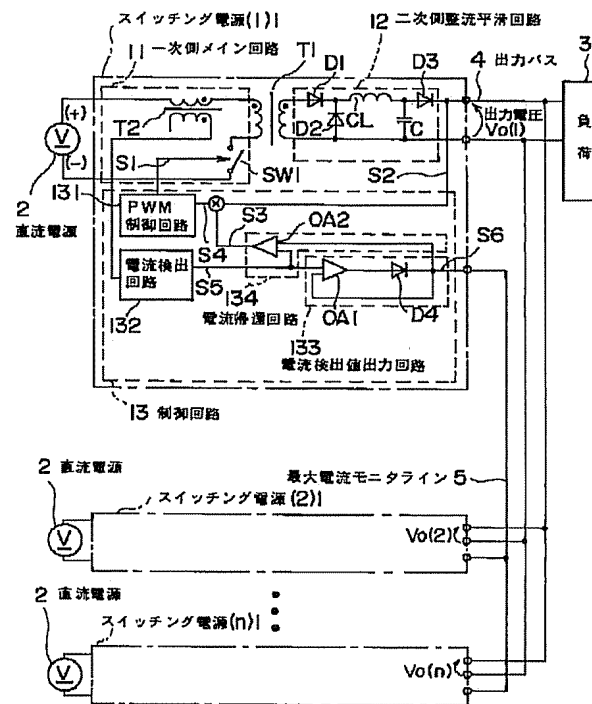 スイッチング電源(1)1
11 一次側メイン回路
12 二次側整流平滑回路
T1
D1
D3
3
負荷
4 出力バス
出力電圧
Vo(1)
(+)
T2
D2
CL
C
V
(-)
S1
SW1
S2
2
直流電源
131
PWM
制御回路
S4
S3
OA2
S6
電流検出
回路
S5
132
134
電流帰還回路
OA1
D4
133
電流検出値出力回路
13 制御回路
最大電流モニタライン 5
2 直流電源
スイッチング電源(2)1
V
Vo(2)
2 直流電源
スイッチング電源(n)1
V
Vo(n)